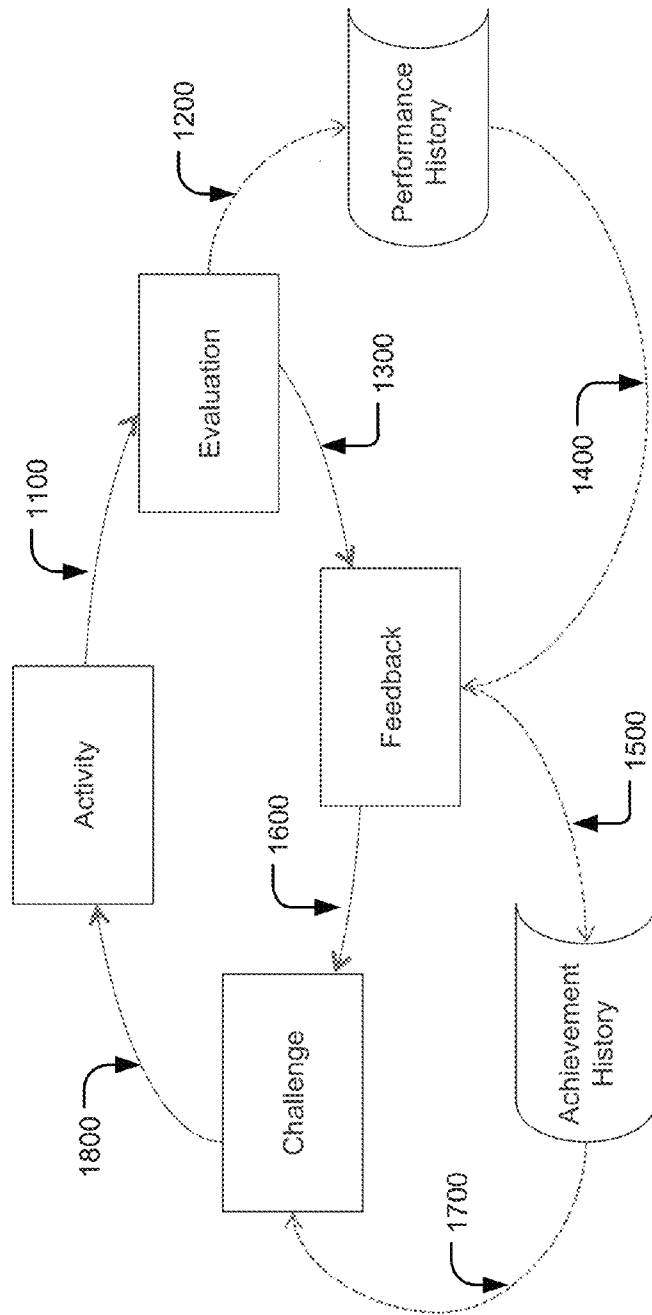 1100
1200
Activity
Evaluation
1800
1300
Performance
History
Challenge
1600
Feedback
1400
1700
Achievement
History
1500